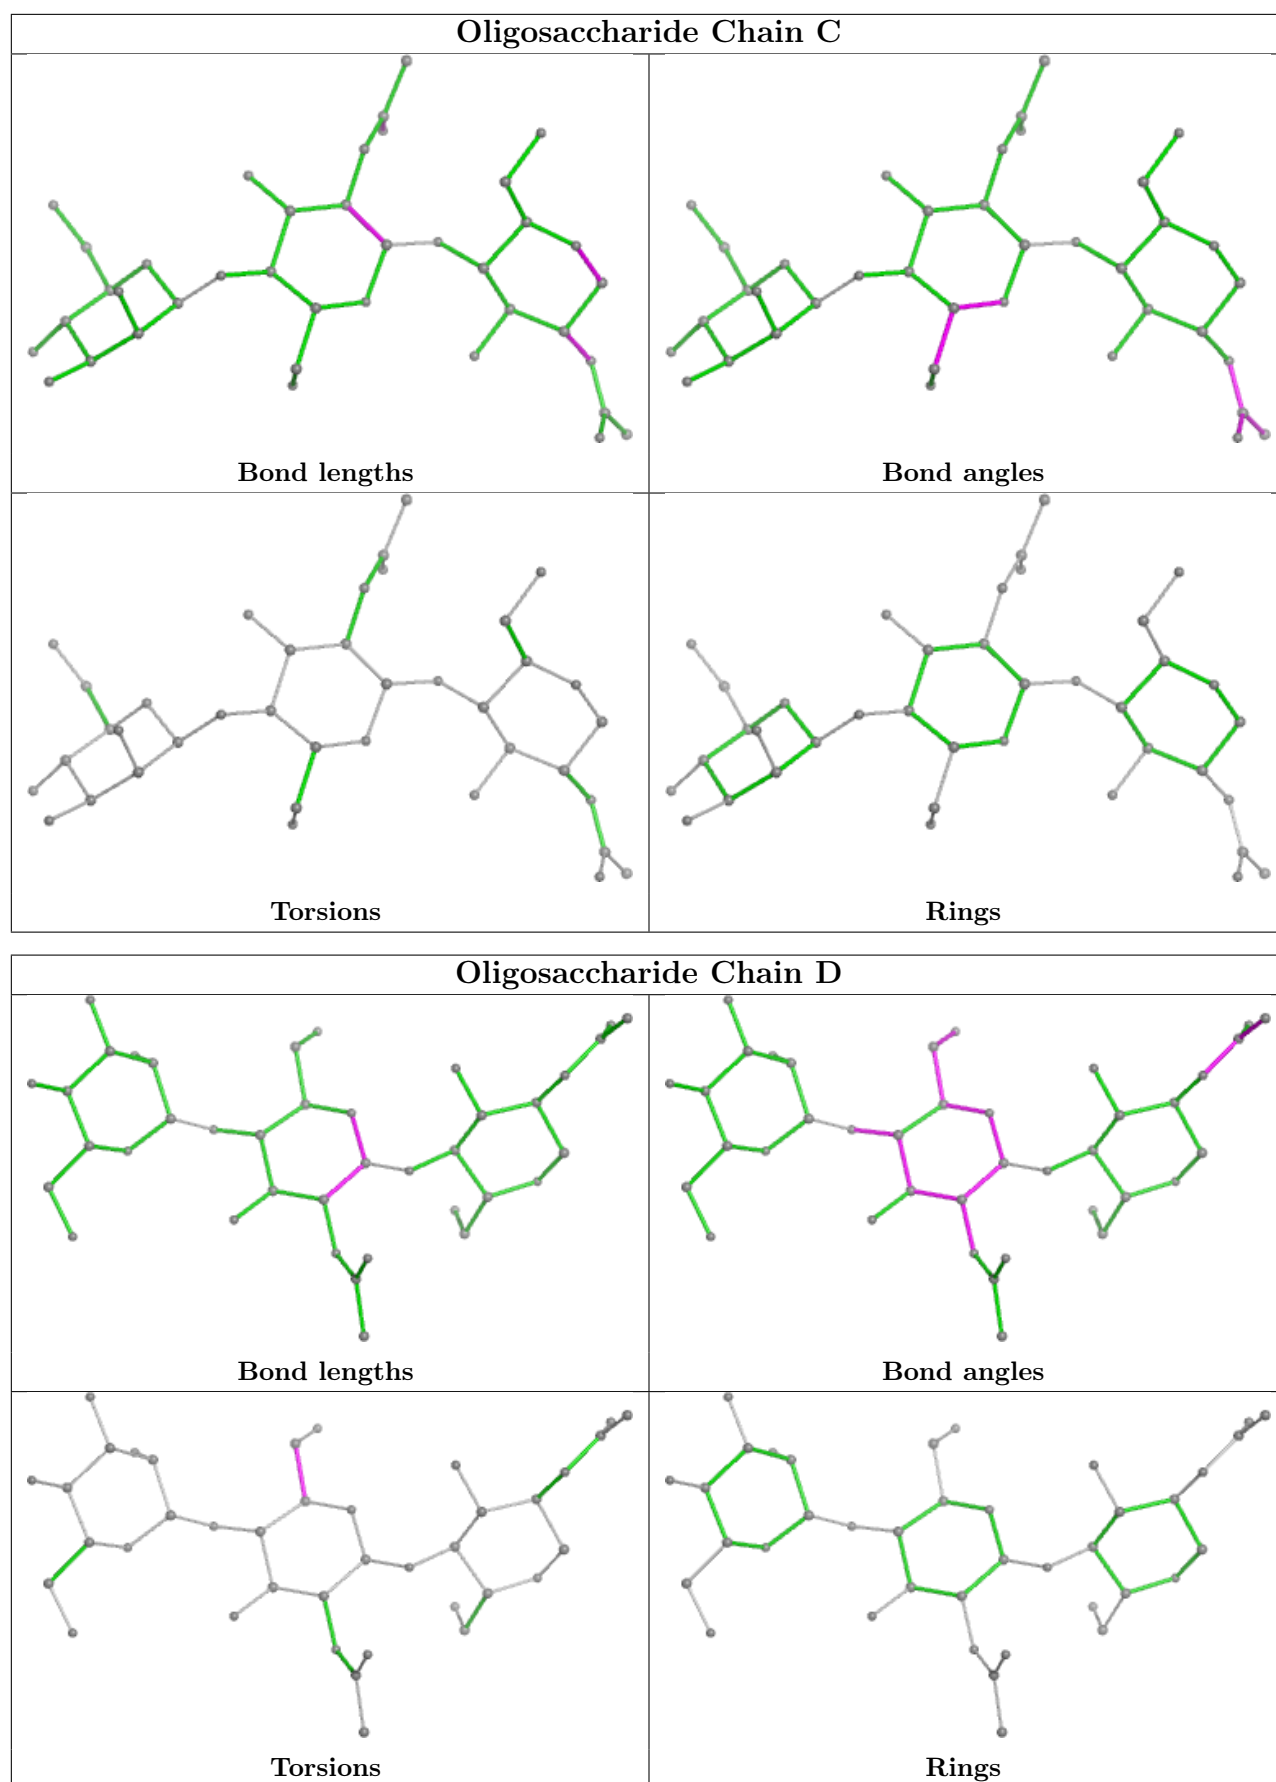 Oligosaccharide Chain C
Bond lengths
Bond angles
Torsions
Rings
Oligosaccharide Chain D
Bond lengths
Bond angles
Torsions
Rings